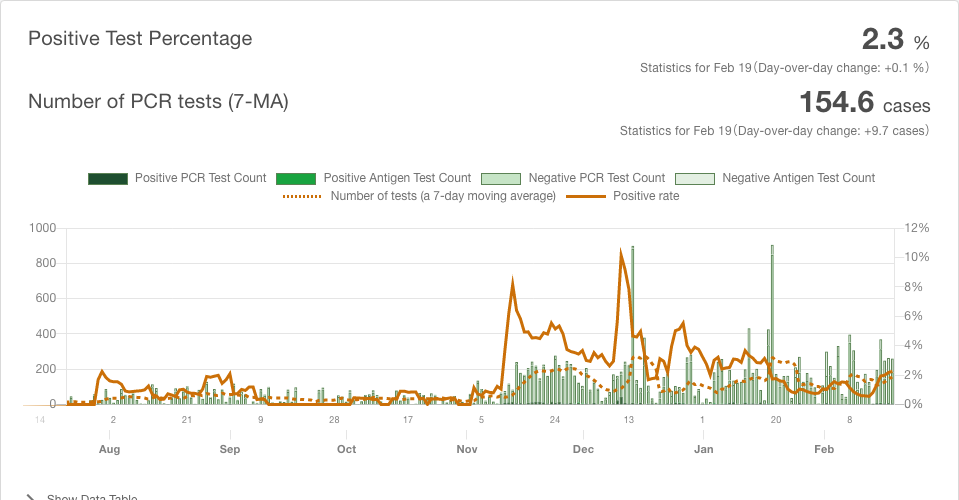 Positive Test Percentage
2.3 %
Statistics for Feb 19 (Day-over-day change: +0.1 %)
Number of PCR tests (7-MA)
154.6 cases
Statistics for Feb 19 (Day-over-day change: +9.7 cases)
Positive PCR Test Count Positive Antigen Test Count Negative PCR Test Count Negative Antigen Test Count
Number of tests (a 7-day moving average) Positive rate
1000 12%
10%
800
8%
600
6%
400
4%
200
2%
0 0%
14 2 21 9 28 17 5 24 13 1 20 8
Aug Sep Oct Nov Dec Jan Feb
Show Data Table